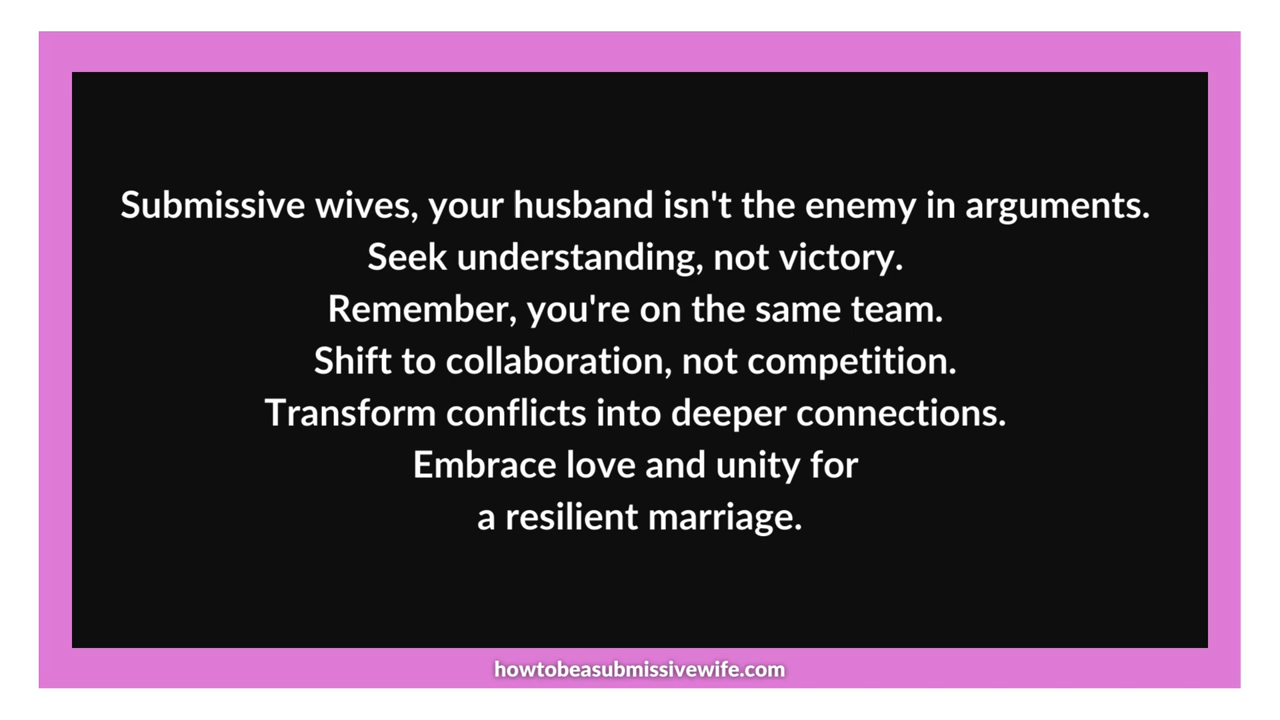 Submissive wives, your husband isn't the enemy in arguments.
Seek understanding, not victory.
Remember, you're on the same team.
Shift to collaboration, not competition.
Transform conflicts into deeper connections.
Embrace love and unity for
a resilient marriage.
howtobeasubmissivewife.com